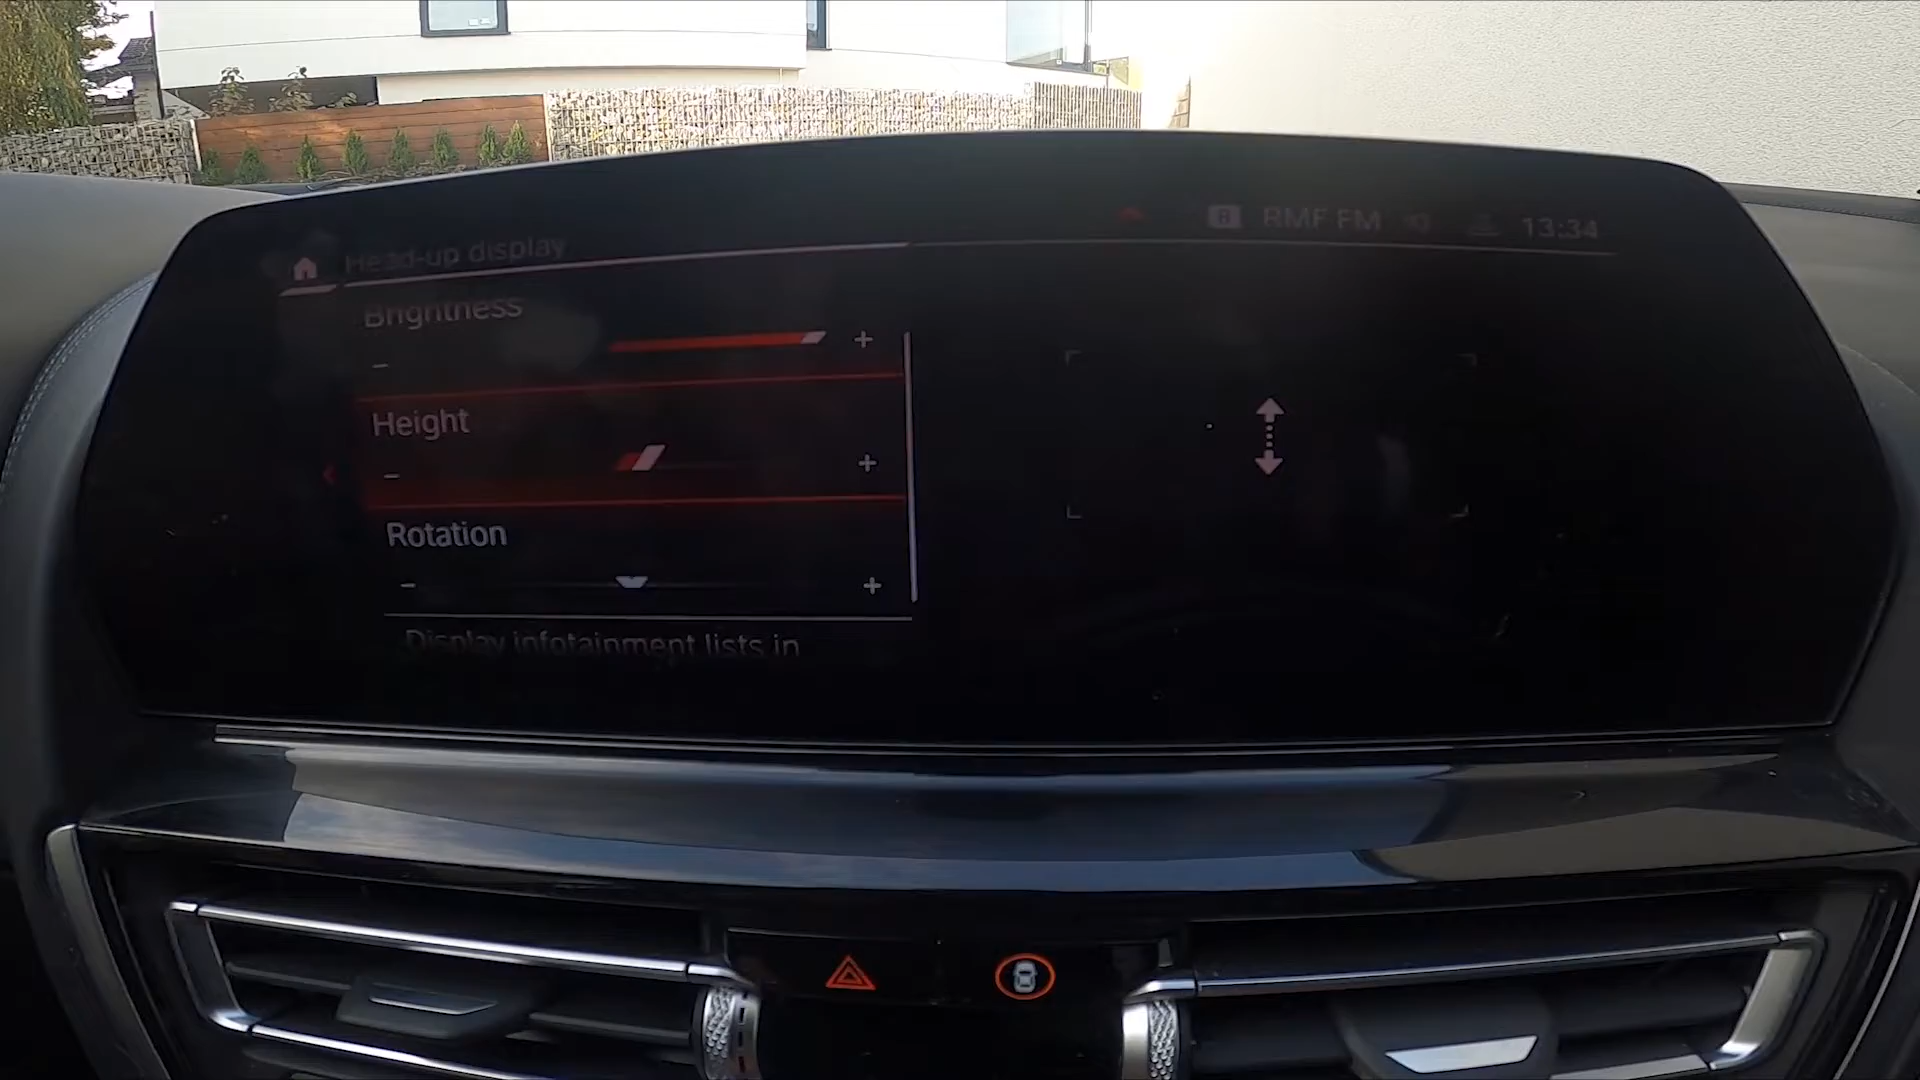 Head-up display
R RMF FM 13:34
Brightness
- +
Height
- +
Rotation
- +
Display infotainment lists in